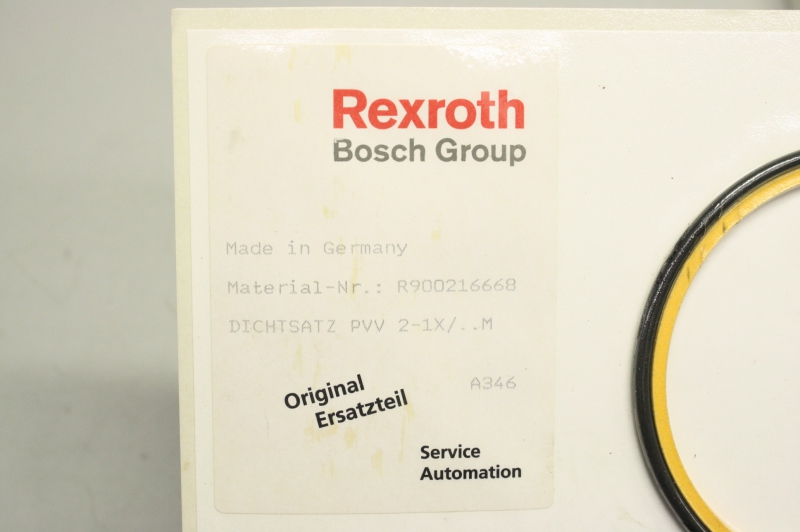 Rexroth
Bosch Group
Made in Germany
Material-Nr.: R900216668
DICHTSATZ PVV 2-1X/..M
A346
Original
Ersatzteil
Service
Automation